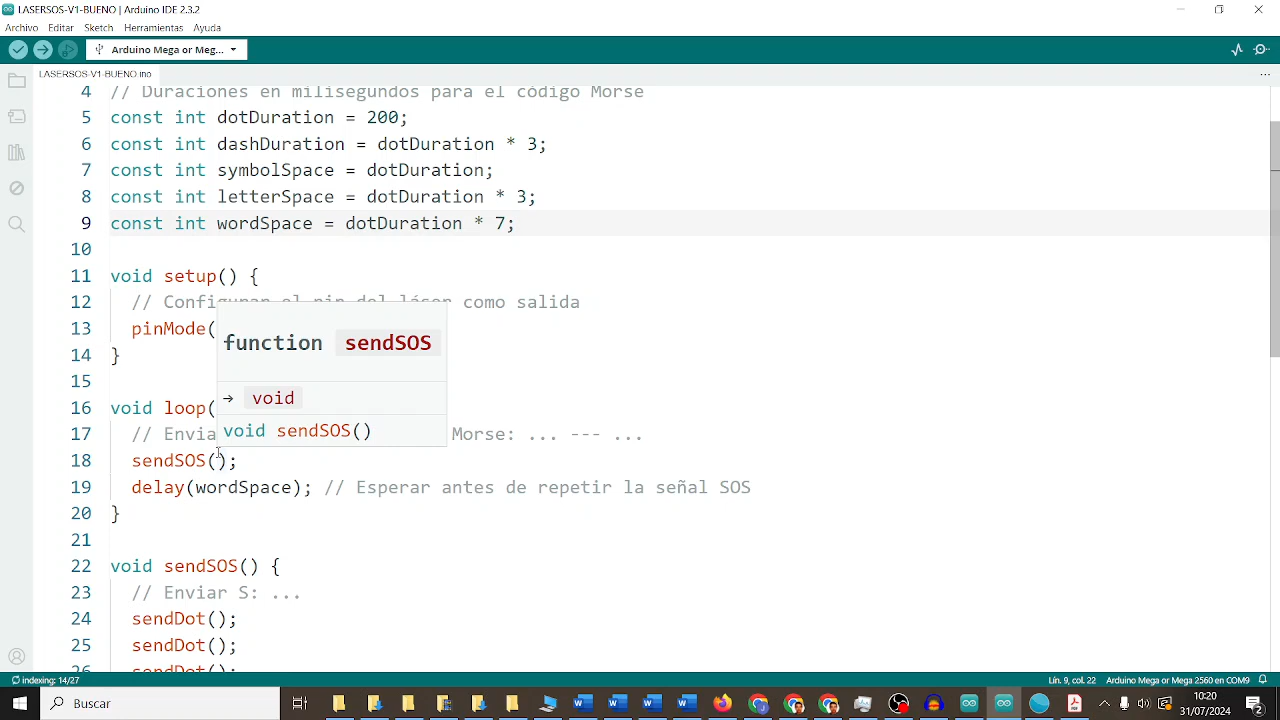 LASERSOS-V1-BUENO | Arduino IDE 2.3.2
Archivo Editar Sketch Herramientas Ayuda
Arduino Mega or Meg...
LASERSOS-V1-BUENO.ino
4 // Duraciones en milisegundos para el código Morse
5 const int dotDuration = 200;
6 const int dashDuration = dotDuration * 3;
7 const int symbolSpace = dotDuration;
8 const int letterSpace = dotDuration * 3;
9 const int wordSpace = dotDuration * 7;
10
11 void setup() {
12 // Configurar el pin del láser como salida
13 pinMode(
function sendSOS
14 }
15
→ void
16 void loop(
void sendSOS()
17 // Envia Morse: ... --- ...
18 sendSOS();
19 delay(wordSpace); // Esperar antes de repetir la señal SOS
20 }
21
22 void sendSOS() {
23 // Enviar S: ...
24 sendDot();
25 sendDot();
26 sendDot();
indexing: 14/27 Lín. 9, col. 22 Arduino Mega or Mega 2560 en COM9
Buscar
10:20
31/07/2024
2